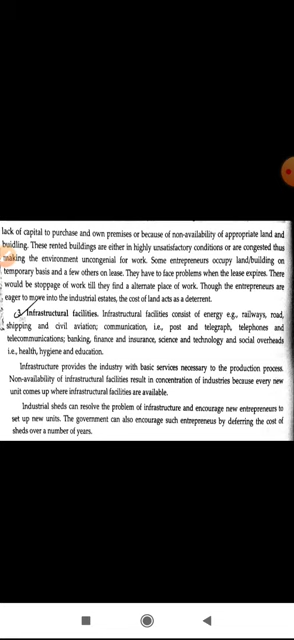 lack of capital to purchase and own premises or because of non-availability of appropriate land and
buidling. These rented buildings are either in highly unsatisfactory conditions or are congested thus
making the environment uncongenial for work. Some entrepreneurs occupy land/building on
temporary basis and a few others on lease. They have to face problems when the lease expires. There
would be stoppage of work till they find a alternate place of work. Though the entrepreneurs are
eager to move into the industrial estates, the cost of land acts as a deterrent.
Infrastructural facilities. Infrastructural facilities consist of energy e.g., railways, road,
shipping and civil aviation; communication, i.e., post and telegraph, telephones and
telecommunications; banking, finance and insurance, science and technology and social overheads
i.e., health, hygiene and education.
Infrastructure provides the industry with basic services necessary to the production process.
Non-availability of infrastructural facilities result in concentration of industries because every new
unit comes up where infrastructural facilities are available.
Industrial sheds can resolve the problem of infrastructure and encourage new entrepreneurs to
set up new units. The government can also encourage such entrepreneur by deferring the cost of
sheds over a number of years.